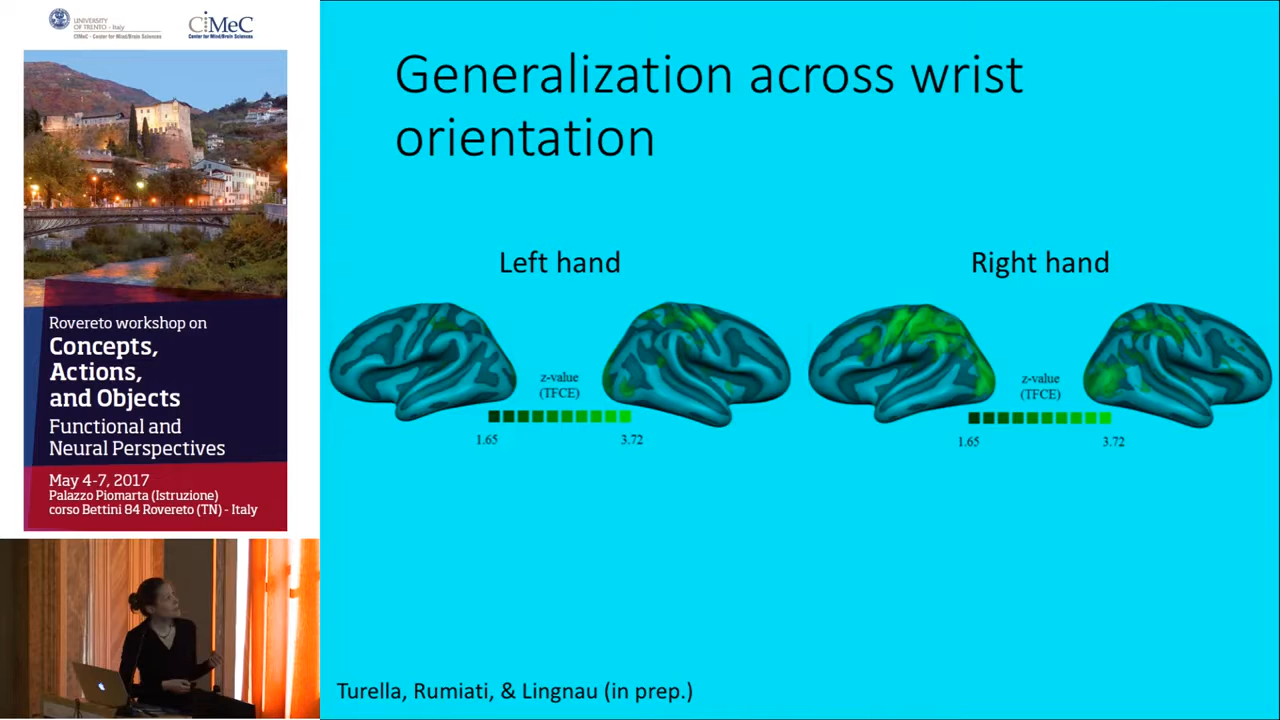 UNIVERSITY
OF TRENTO - Italy
CIMeC - Center for Mind/Brain Sciences
CiMeC
Center for Mind/Brain Sciences
Rovereto workshop on
Concepts,
Actions,
and Objects
Functional and
Neural Perspectives
May 4-7, 2017
Palazzo Piomarta (Istruzione)
corso Bettini 84 Rovereto (TN) - Italy
Generalization across wrist
orientation
Left hand
Right hand
z-value
(TFCE)
1.65
3.72
z-value
(TFCE)
1.65
3.72
Turella, Rumiati, & Lingnau (in prep.)